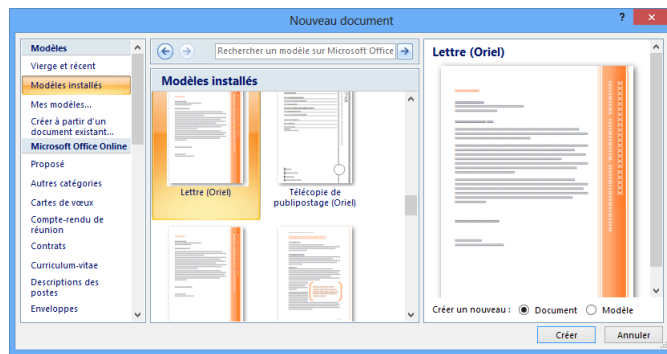 Nouveau document
Modèles
Vierge et récent
Modèles installés
Mes modèles...
Créer à partir d'un
document existant...
Microsoft Office Online
Proposé
Autres catégories
Cartes de vœux
Compte-rendu de
réunion
Contrats
Curriculum-vitae
Descriptions des
postes
Enveloppes
Rechercher un modèle sur Microsoft Office
Modèles installés
Lettre (Oriel)
Télécopie de
publipostage (Oriel)
Lettre (Oriel)
Créer un nouveau : Document Modèle
Créer Annuler